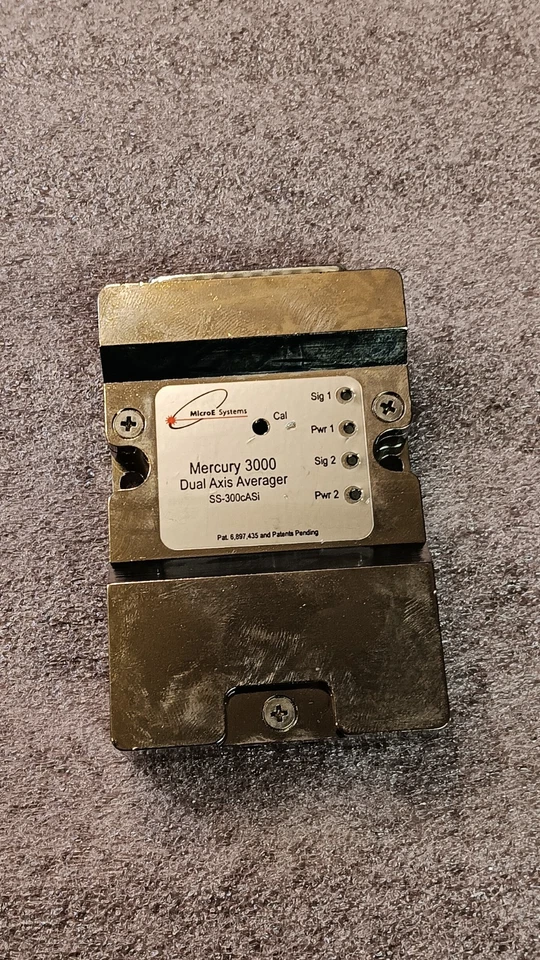 MicroE Systems
Cal
Sig 1
Pwr 1
Sig 2
Pwr 2
Mercury 3000
Dual Axis Averager
SS-300cASi
Pat. 6,897,435 and Patents Pending